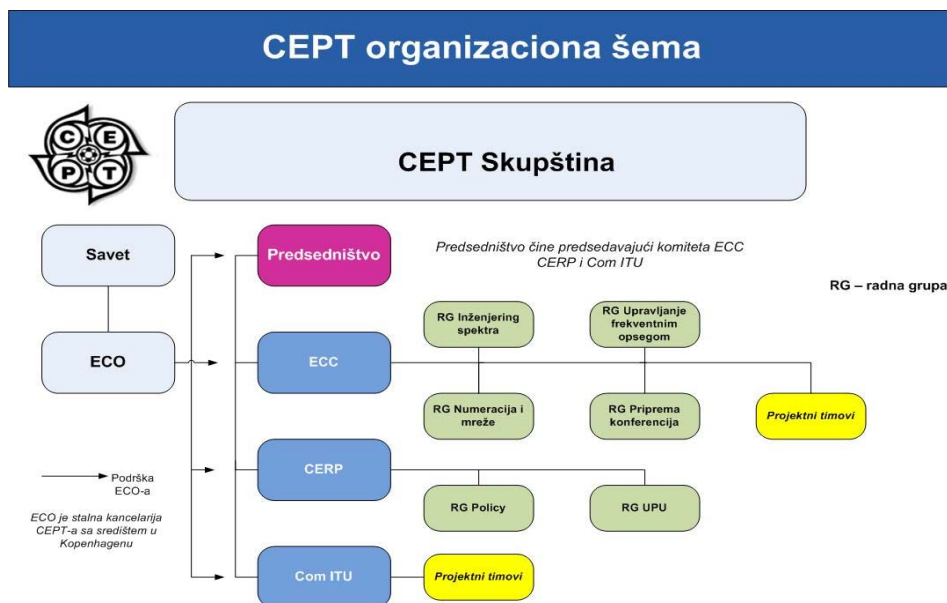 CEPT organizaciona šema
C E
P T
CEPT Skupština
Savet
Predsedništvo
Predsedništvo čine predsedavajući komiteta ECC
CERP i Com ITU
RG – radna grupa
RG Inženjering
spektra
RG Upravljanje
frekventnim
opsegom
ECO
ECC
RG Numeracija i
mreže
RG Priprema
konferencija
Projektni timovi
CERP
Podrška
ECO-a
RG Policy
RG UPU
ECO je stalna kancelarija
CEPT-a sa središtem u
Kopenhagenu
Com ITU
Projektni timovi